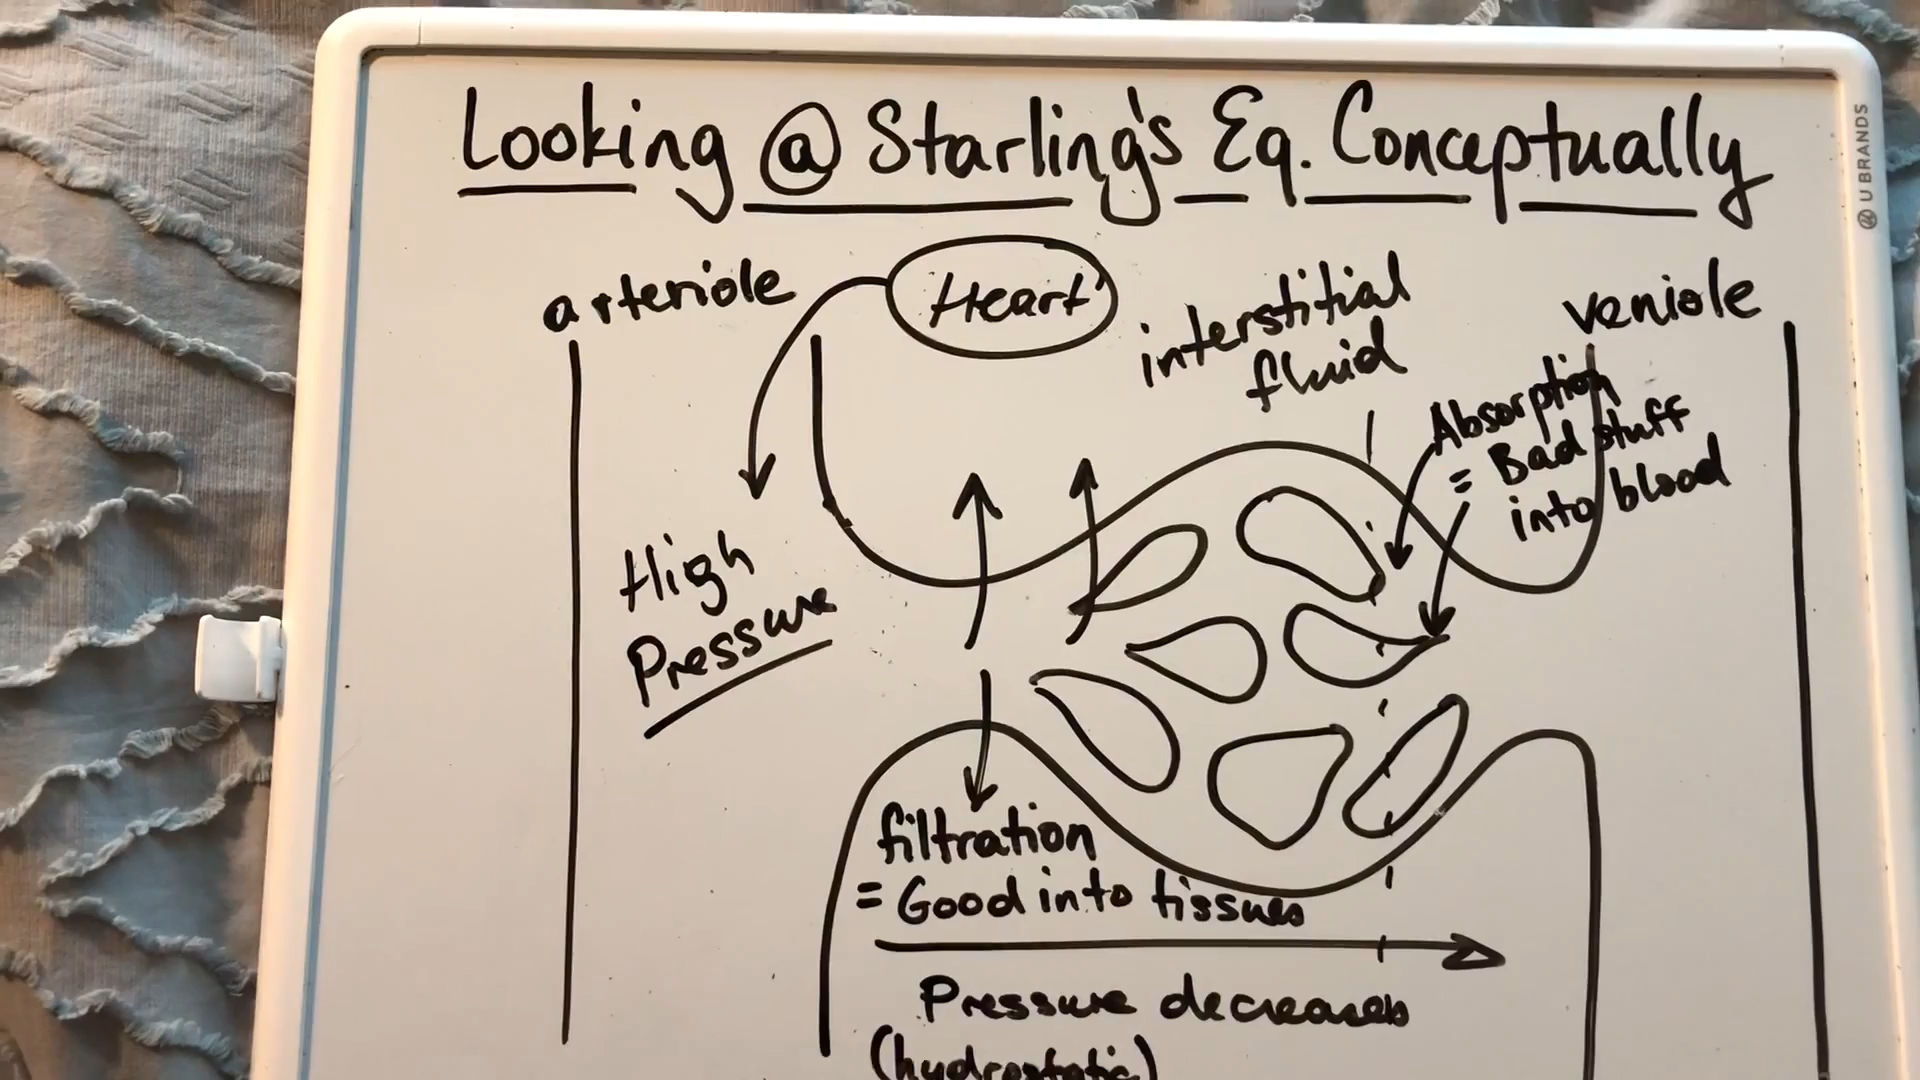 Looking @ Starling's Eq. Conceptually
arteriole
Heart
interstitial
fluid
veniole
Absorption
= Bad stuff
into blood
High
Pressure
filtration
= Good into tissues
Pressure decreases
(hydrostatic)
U BRANDS